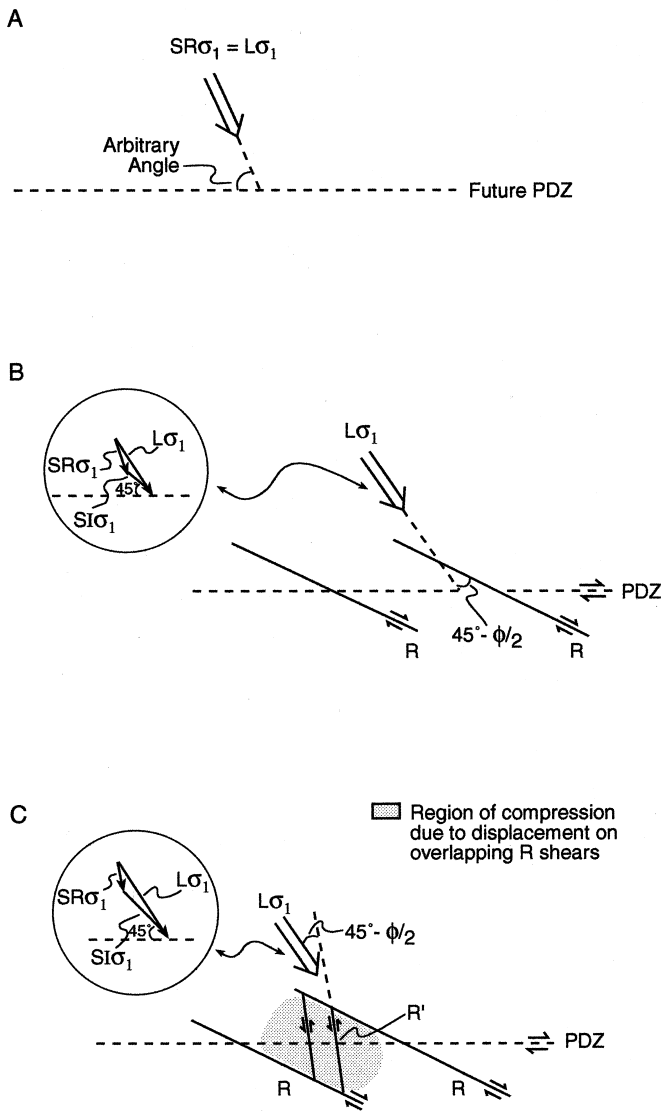 A
SRσ1 = Lσ1
Arbitrary
Angle
Future PDZ
B
Lσ1
SRσ1
45°
SIσ1
Lσ1
PDZ
45°- ϕ/2
R
R
C
Region of compression
due to displacement on
overlapping R shears
SRσ1
Lσ1
45°
SIσ1
Lσ1
45°- ϕ/2
R'
PDZ
R
R